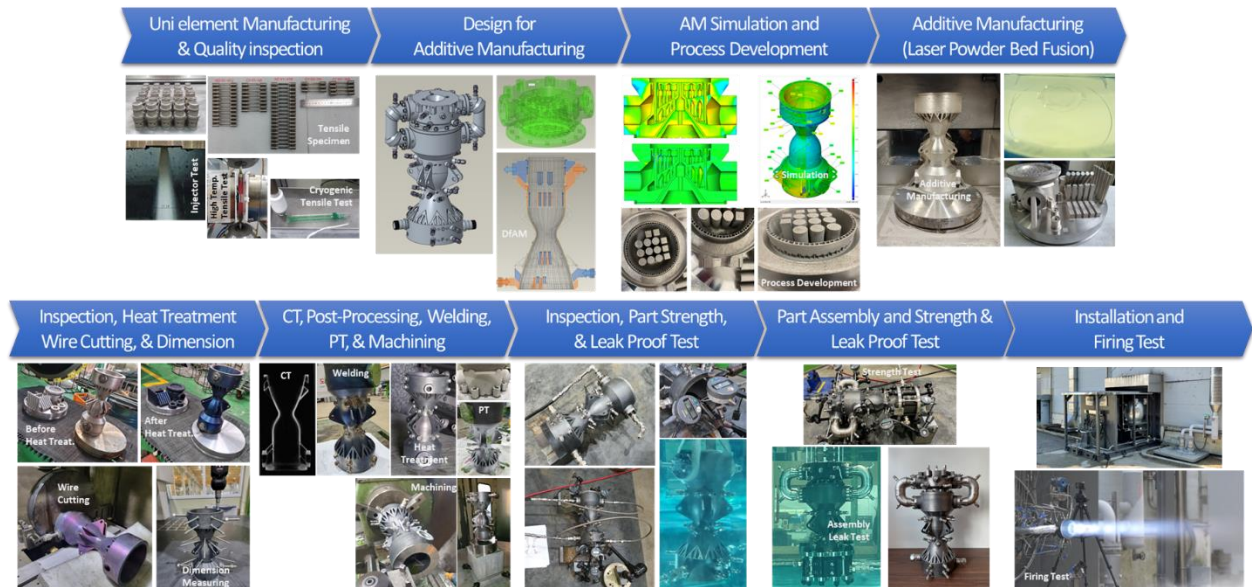 Uni element Manufacturing
& Quality inspection
Design for
Additive Manufacturing
AM Simulation and
Process Development
Additive Manufacturing
(Laser Powder Bed Fusion)
Tensile
Specimen
Injector Test
High Temp.
Tensile Test
Cryogenic
Tensile Test
DfAM
Simulation
Process Development
Additive
Manufacturing
Inspection, Heat Treatment
Wire Cutting, & Dimension
CT, Post-Processing, Welding,
PT, & Machining
Inspection, Part Strength,
& Leak Proof Test
Part Assembly and Strength &
Leak Proof Test
Installation and
Firing Test
Before
Heat Treat.
After
Heat Treat.
Wire
Cutting
Dimension
Measuring
CT
Welding
Heat
Treatment
PT
Machining
Strength Test
Assembly
Leak Test
Firing Test